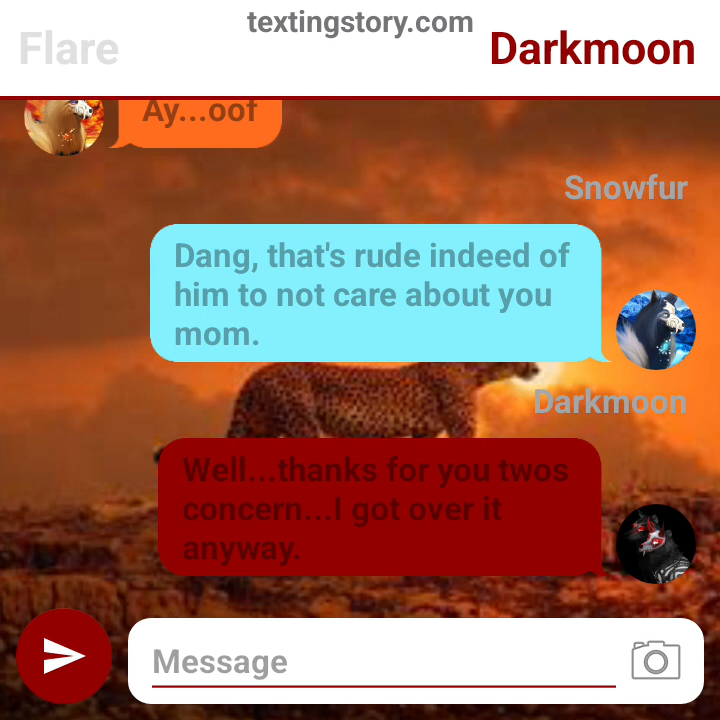 textingstory.com
Flare
Darkmoon
Ay...oof
Snowfur
Dang, that's rude indeed of
him to not care about you
mom.
Darkmoon
Well...thanks for you twos
concern...I got over it
anyway.
Message